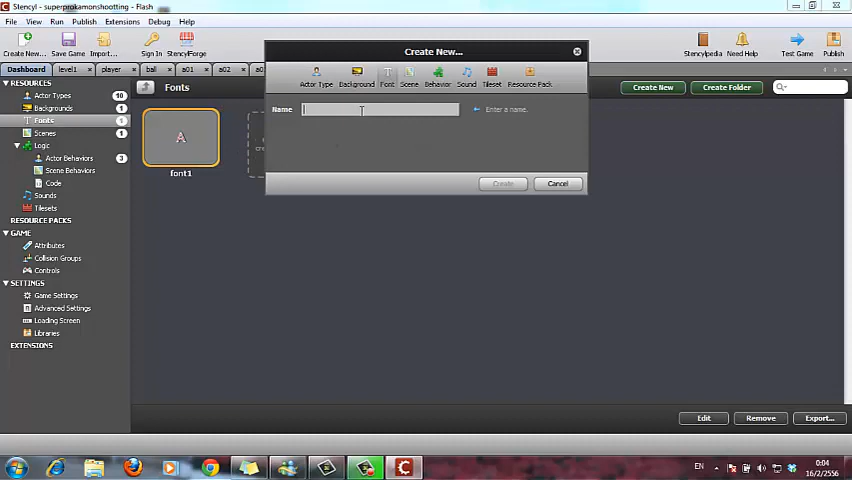 Stencyl - superprokamonshootting - Flash
File View Run Publish Extensions Debug Help
Create New... Save Game Import... Sign In StencylForge Stencylpedia Need Help Test Game Publish
Dashboard level1 player ball a01 a02
RESOURCES
Actor Types 10
Backgrounds 1
Fonts 1
Scenes 1
Logic
Actor Behaviors 3
Scene Behaviors
Code
Sounds
Tilesets
RESOURCE PACKS
GAME
Attributes
Collision Groups
Controls
SETTINGS
Game Settings
Advanced Settings
Loading Screen
Libraries
EXTENSIONS
Fonts
Create New Create Folder
A
font1
Create New...
Actor Type Background Font Scene Behavior Sound Tileset Resource Pack
Name Enter a name.
Create Cancel
Edit Remove Export...
EN 0:04
16/2/2556